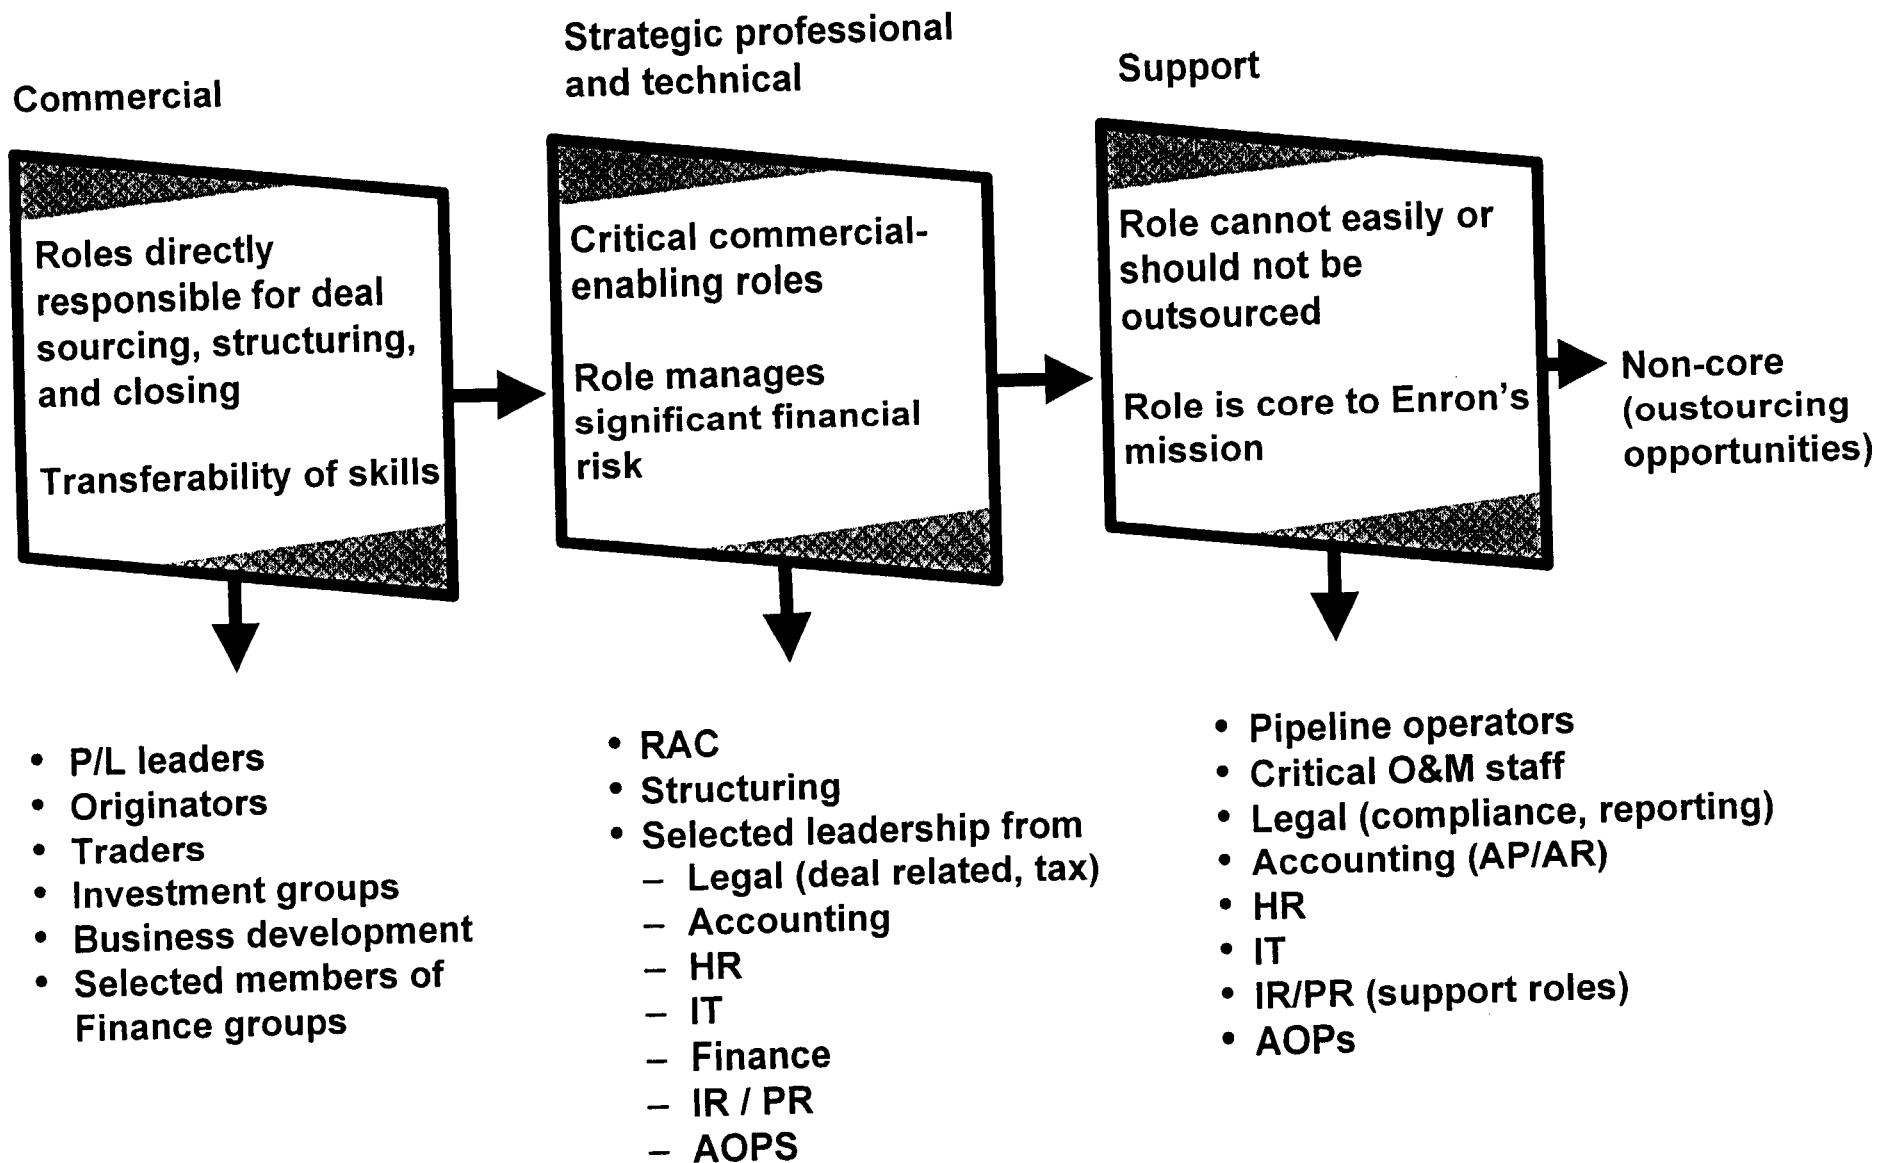 Commercial
Roles directly
responsible for deal
sourcing, structuring,
and closing
Transferability of skills
• P/L leaders
• Originators
• Traders
• Investment groups
• Business development
• Selected members of
Finance groups
Strategic professional
and technical
Critical commercial-
enabling roles
Role manages
significant financial
risk
• RAC
• Structuring
• Selected leadership from
– Legal (deal related, tax)
– Accounting
– HR
– IT
– Finance
– IR / PR
– AOPS
Support
Role cannot easily or
should not be
outsourced
Role is core to Enron's
mission
• Pipeline operators
• Critical O&M staff
• Legal (compliance, reporting)
• Accounting (AP/AR)
• HR
• IT
• IR/PR (support roles)
• AOPs
Non-core
(oustourcing
opportunities)